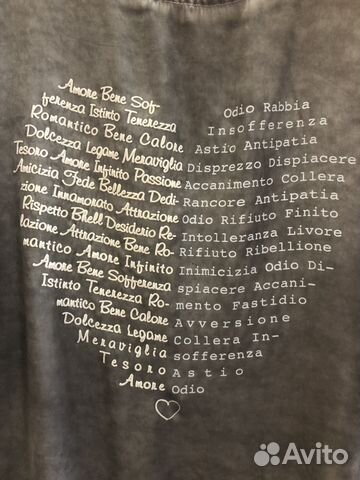 Amore Bene Sof-
ferenza Istinto Tenerezza
Romantico Bene Calore
Dolcezza Legame Meraviglia
Tesoro Amore Infinito Passione
Amicizia Fede Bellezza Dedi-
zione Innamorato Attrazione
Rispetto Bhell Desiderio Re-
lazione Attrazione Bene Ro-
mantico Amore Infinito
Amore Bene Sofferenza
Istinto Tenerezza Ro-
mantico Bene Calore
Dolcezza Legame
Meraviglia
Tesoro
Amore
Odio Rabbia
Insofferenza
Astio Antipatia
Disprezzo Dispiacere
Accanimento Collera
Rancore Antipatia
Odio Rifiuto Finito
Intolleranza Livore
Rifiuto Ribellione
Inimicizia Odio Di-
spiacere Accani-
mento Fastidio
Avversione
Collera In-
sofferenza
Astio
Odio
Avito